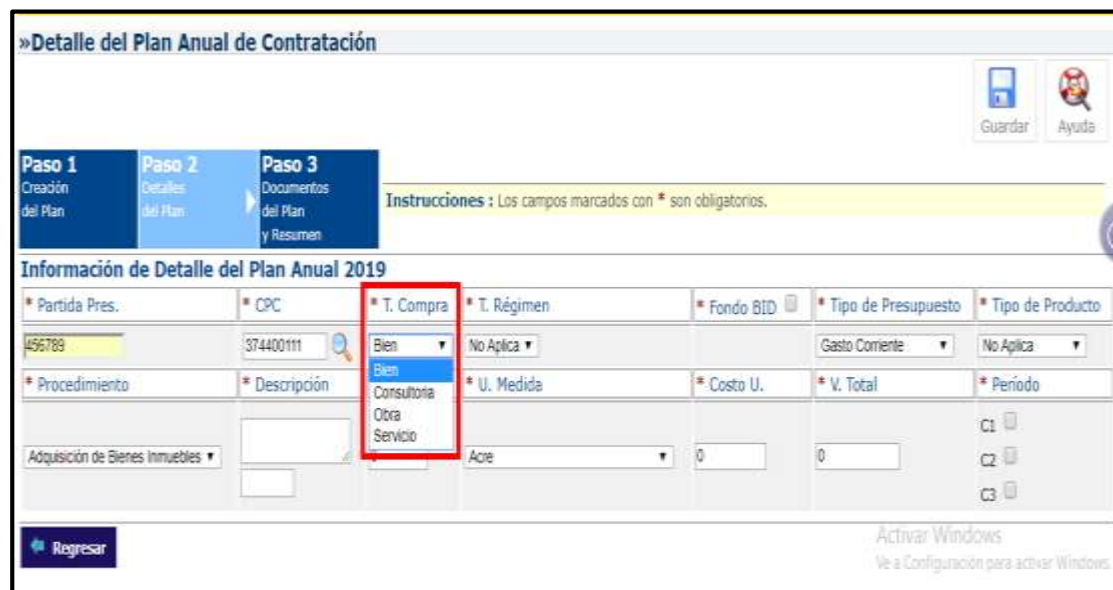 »Detalle del Plan Anual de Contratación
Guardar Ayuda
Paso 1 Paso 2 Paso 3
Creación Detalles Documentos
del Plan del Plan del Plan
y Resumen
Instrucciones : Los campos marcados con * son obligatorios.
Información de Detalle del Plan Anual 2019
* Partida Pres. * CPC * T. Compra * T. Régimen * Fondo BID * Tipo de Presupuesto * Tipo de Producto
456789 374400111 Bien No Aplica Gasto Corriente No Aplica
Bien
Consultoria
Obra
Servicio
* Procedimiento * Descripción * U. Medida * Costo U. * V. Total * Período
Adquisición de Bienes Inmuebles Acre 0 0
C1
C2
C3
Regresar
Activar Windows
Ve a Configuración para activar Windows.